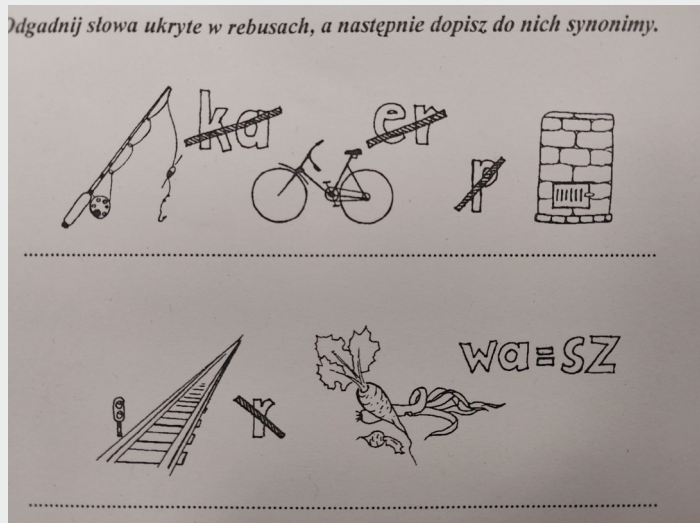 Odgadnij słowa ukryte w rebusach, a następnie dopisz do nich synonimy.
ka er
p
wa=sz
r